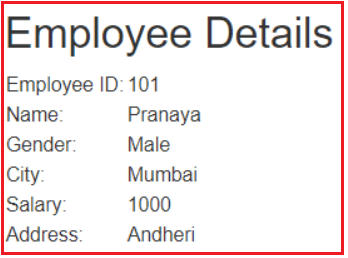 Employee Details
Employee ID: 101
Name: Pranaya
Gender: Male
City: Mumbai
Salary: 1000
Address: Andheri